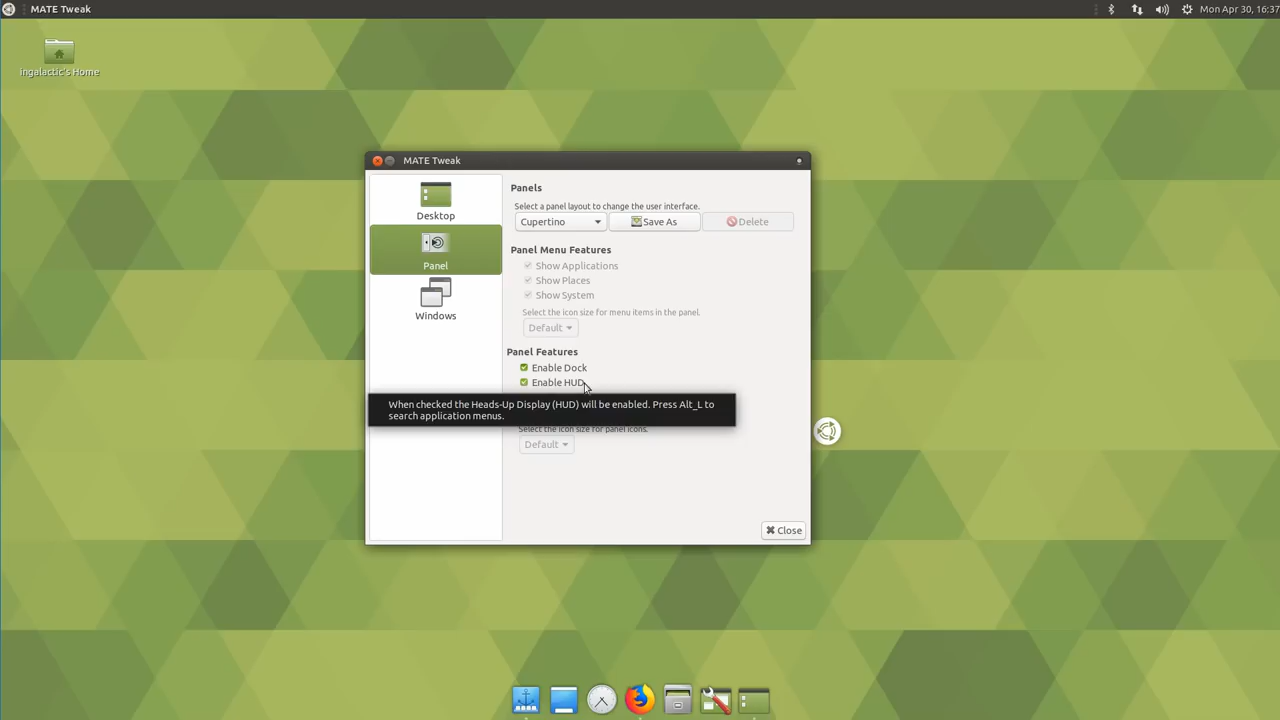 MATE Tweak
Mon Apr 30, 16:37
ingalactic's Home
MATE Tweak
Desktop
Panel
Windows
Panels
Select a panel layout to change the user interface.
Cupertino
Save As
Delete
Panel Menu Features
Show Applications
Show Places
Show System
Select the icon size for menu items in the panel.
Default
Panel Features
Enable Dock
Enable HUD
When checked the Heads-Up Display (HUD) will be enabled. Press Alt_L to
search application menus.
Select the icon size for panel icons.
Default
Close